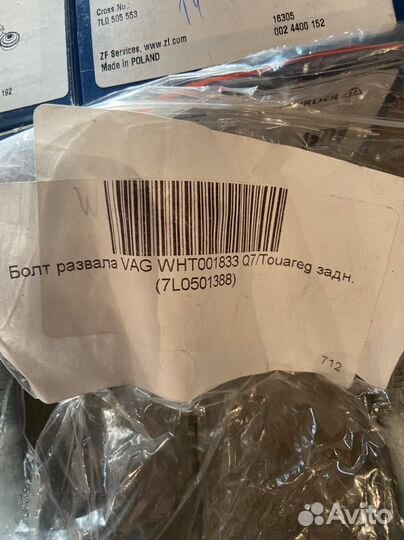 Cross.No.:
7L0 505 553
ZF Services, www.zf.com
Made in POLAND
16305
002 4400 152
192
Болт развала VAG WHT001833 Q7/Touareg задн.
(7L0501388)
712
Avito